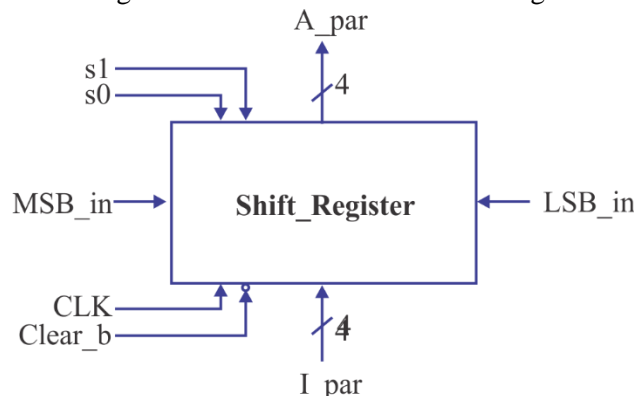 A_par
s1
4
s0
MSB_in
Shift_Register
LSB_in
CLK
Clear_b
4
I_par